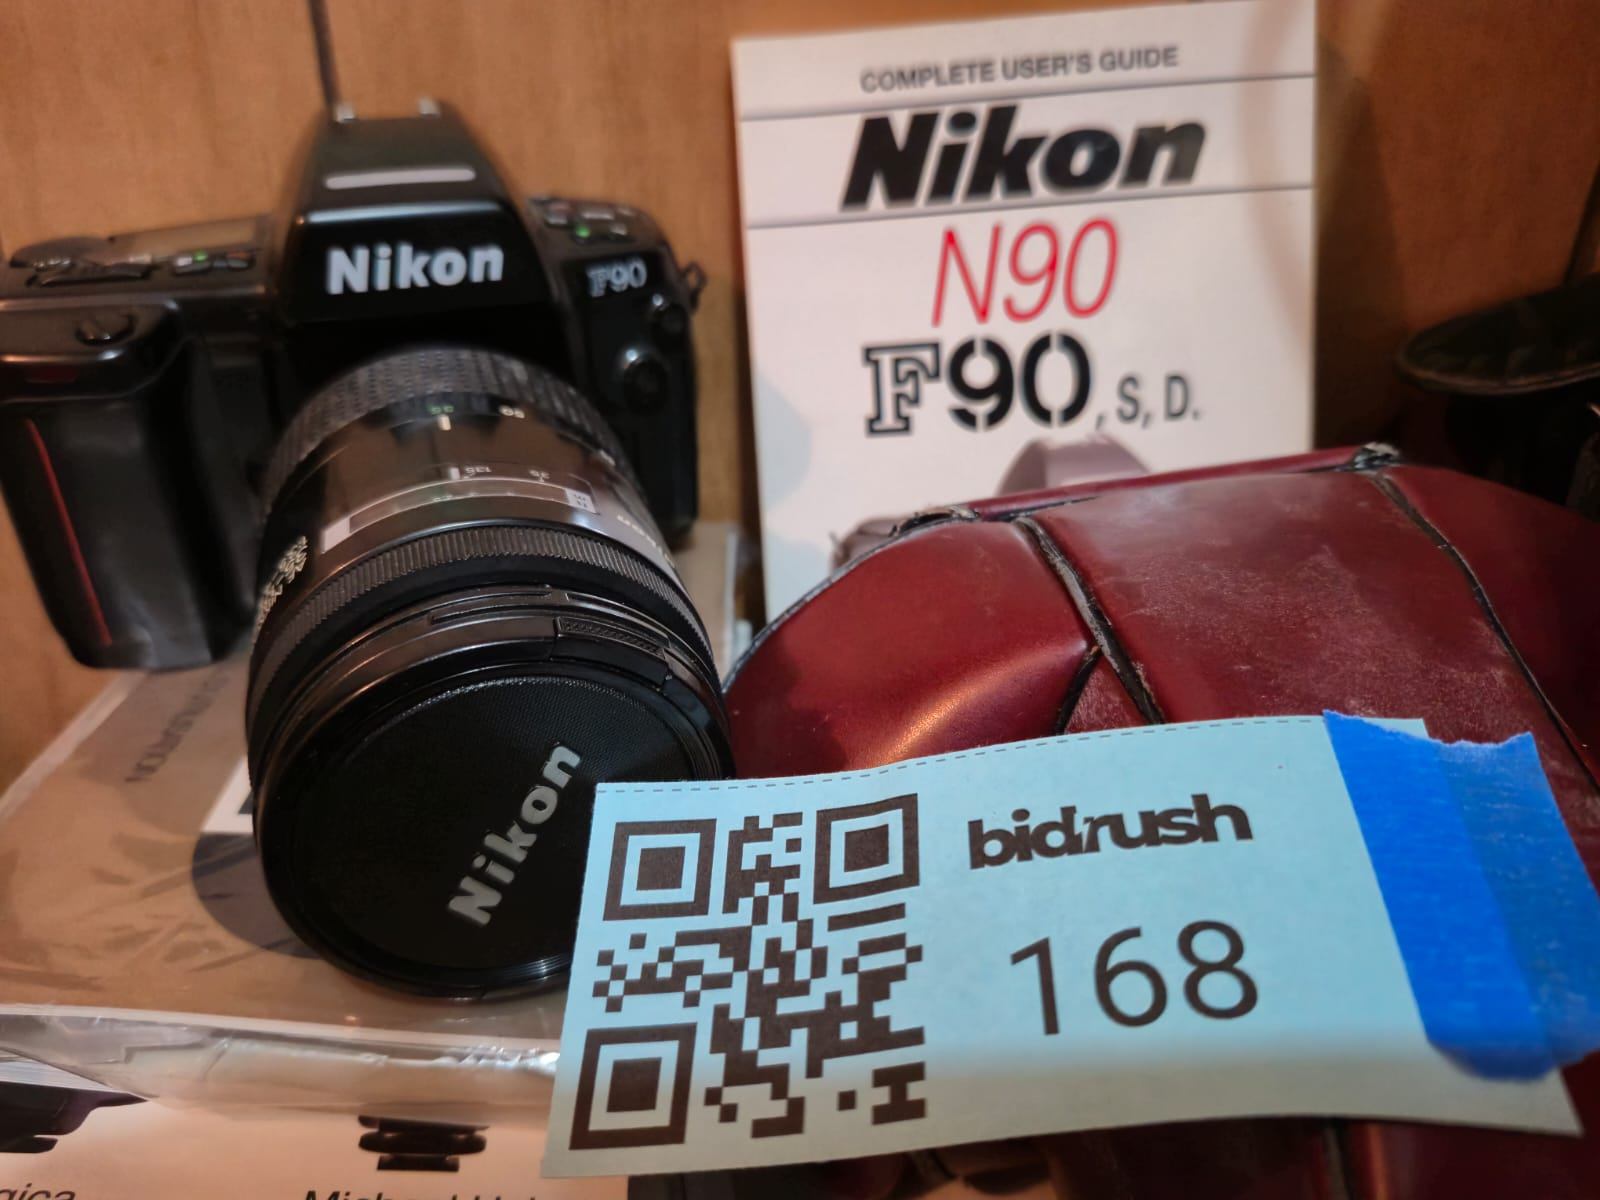 COMPLETE USER'S GUIDE
Nikon
N90
F90, S, D.
Nikon
F90
Nikon
bidrush
168